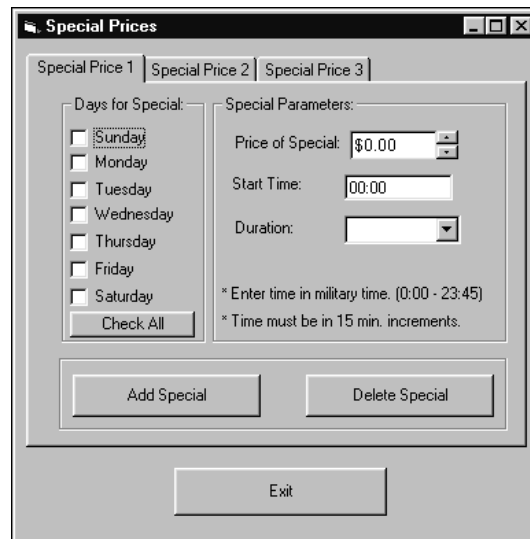 Special Prices
Special Price 1 Special Price 2 Special Price 3
Days for Special:
Sunday
Monday
Tuesday
Wednesday
Thursday
Friday
Saturday
Check All
Special Parameters:
Price of Special: $0.00
Start Time: 00:00
Duration:
* Enter time in military time. (0:00 - 23:45)
* Time must be in 15 min. increments.
Add Special Delete Special
Exit